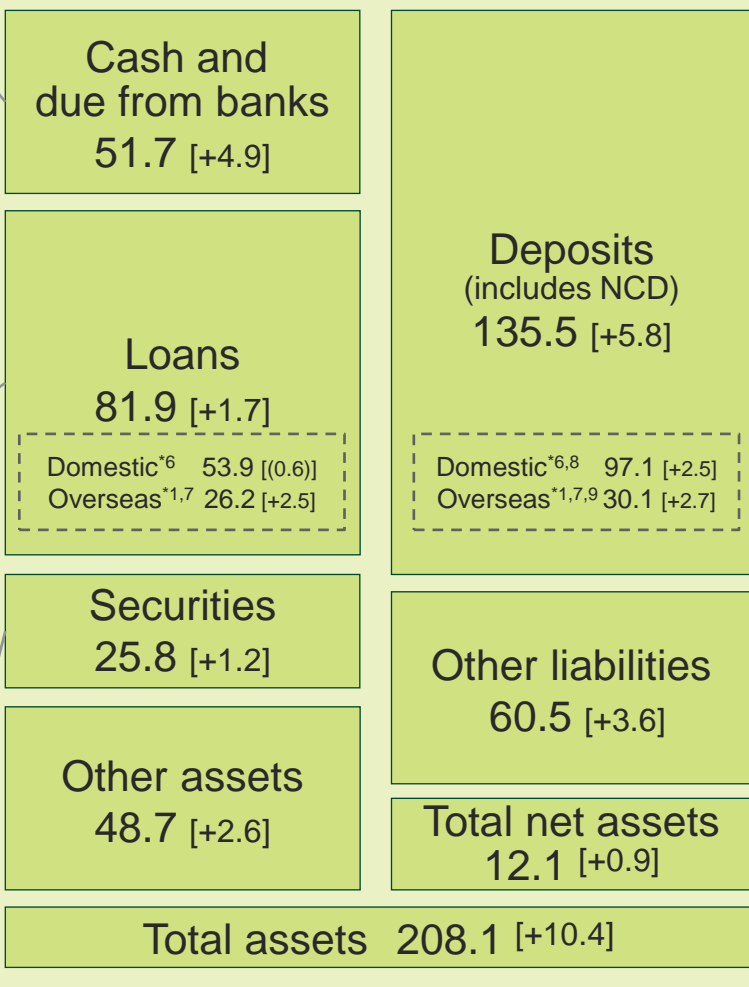 Cash and
due from banks
51.7 [+4.9]
Loans
81.9 [+1.7]
Domestic*6 53.9 [(0.6)]
Overseas*1,7 26.2 [+2.5]
Securities
25.8 [+1.2]
Other assets
48.7 [+2.6]
Deposits
(includes NCD)
135.5 [+5.8]
Domestic*6,8 97.1 [+2.5]
Overseas*1,7,9 30.1 [+2.7]
Other liabilities
60.5 [+3.6]
Total net assets
12.1 [+0.9]
Total assets 208.1 [+10.4]